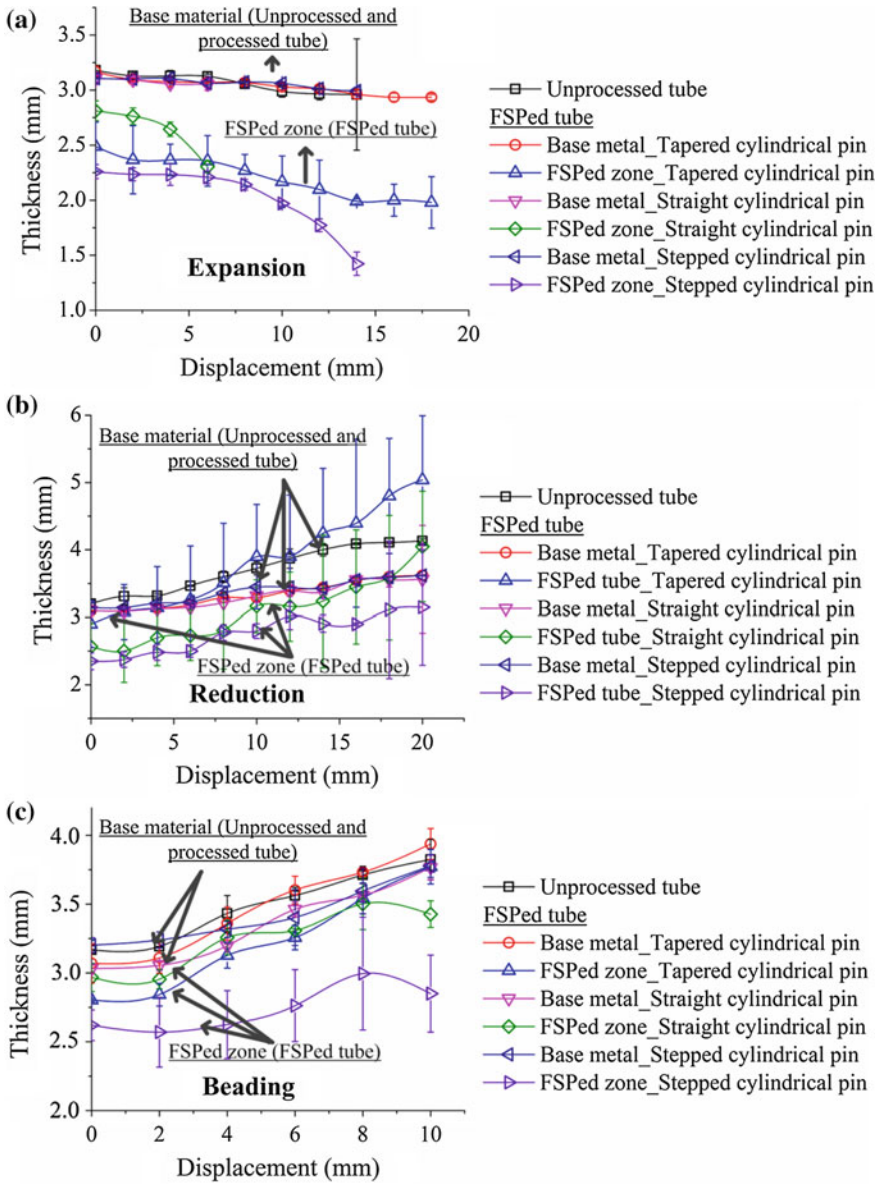 (a)
Base material (Unprocessed and
processed tube)
3.5
3.0
2.5
2.0
1.5
1.0
Thickness (mm)
FSPed zone (FSPed tube)
Expansion
0
5
10
15
20
Displacement (mm)
Unprocessed tube
FSPed tube
Base metal_Tapered cylindrical pin
FSPed zone_Tapered cylindrical pin
Base metal_Straight cylindrical pin
FSPed zone_Straight cylindrical pin
Base metal_Stepped cylindrical pin
FSPed zone_Stepped cylindrical pin
(b)
6
5
4
3
2
Thickness (mm)
Base material (Unprocessed and
processed tube)
FSPed zone (FSPed tube)
Reduction
0
5
10
15
20
Displacement (mm)
Unprocessed tube
FSPed tube
Base metal_Tapered cylindrical pin
FSPed tube_Tapered cylindrical pin
Base metal_Straight cylindrical pin
FSPed tube_Straight cylindrical pin
Base metal_Stepped cylindrical pin
FSPed tube_Stepped cylindrical pin
(c)
4.0
3.5
3.0
2.5
2.0
Thickness (mm)
Base material (Unprocessed and
processed tube)
FSPed zone (FSPed tube)
Beading
0
2
4
6
8
10
Displacement (mm)
Unprocessed tube
FSPed tube
Base metal_Tapered cylindrical pin
FSPed zone_Tapered cylindrical pin
Base metal_Straight cylindrical pin
FSPed zone_Straight cylindrical pin
Base metal_Stepped cylindrical pin
FSPed zone_Stepped cylindrical pin